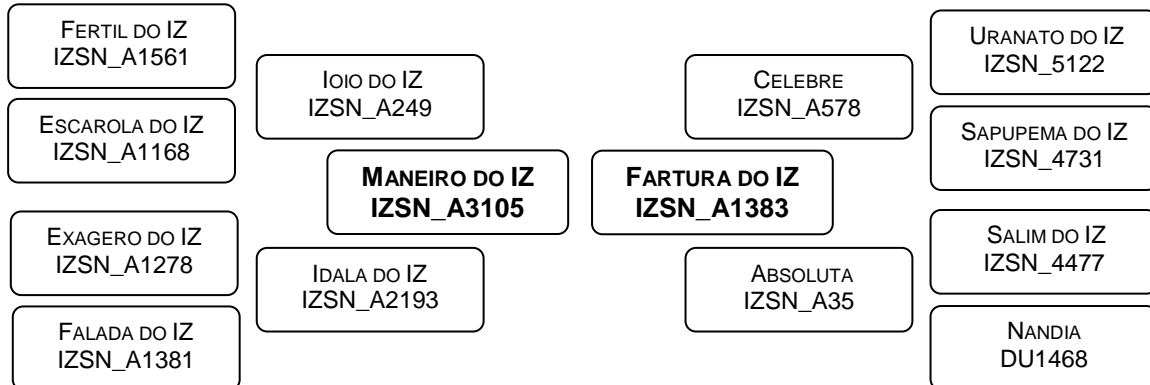 FERTIL DO IZ
IZSN_A1561
ESCAROLA DO IZ
IZSN_A1168
EXAGERO DO IZ
IZSN_A1278
FALADA DO IZ
IZSN_A1381
IOIO DO IZ
IZSN_A249
IDALA DO IZ
IZSN_A2193
MANEIRO DO IZ
IZSN_A3105
FARTURA DO IZ
IZSN_A1383
CELEBRE
IZSN_A578
ABSOLUTA
IZSN_A35
URANATO DO IZ
IZSN_5122
SAPUPEMA DO IZ
IZSN_4731
SALIM DO IZ
IZSN_4477
NANDIA
DU1468